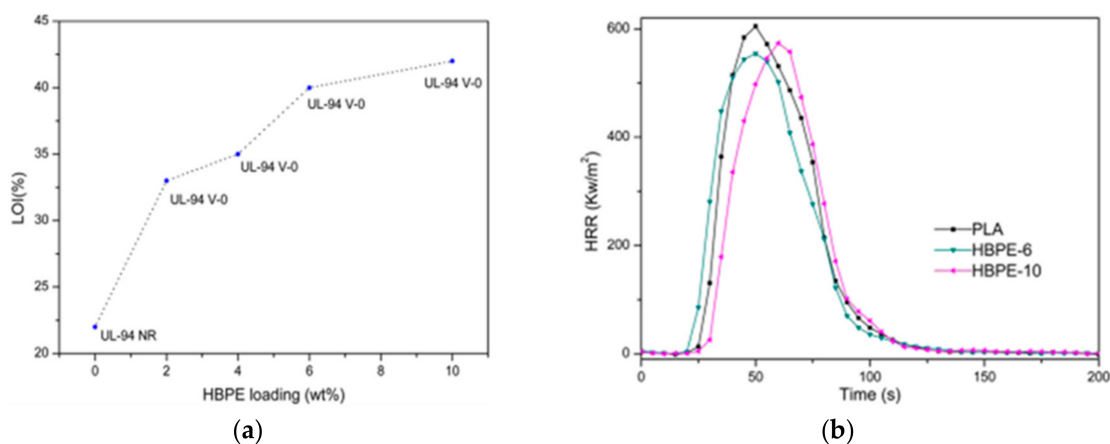 45
40
35
30
25
20
LOI(%)
UL-94 V-0
UL-94 V-0
UL-94 V-0
UL-94 V-0
UL-94 NR
0
2
4
6
8
10
HBPE loading (wt%)
(a)
600
400
200
0
HRR (Kw/m²)
PLA
HBPE-6
HBPE-10
0
50
100
150
200
Time (s)
(b)